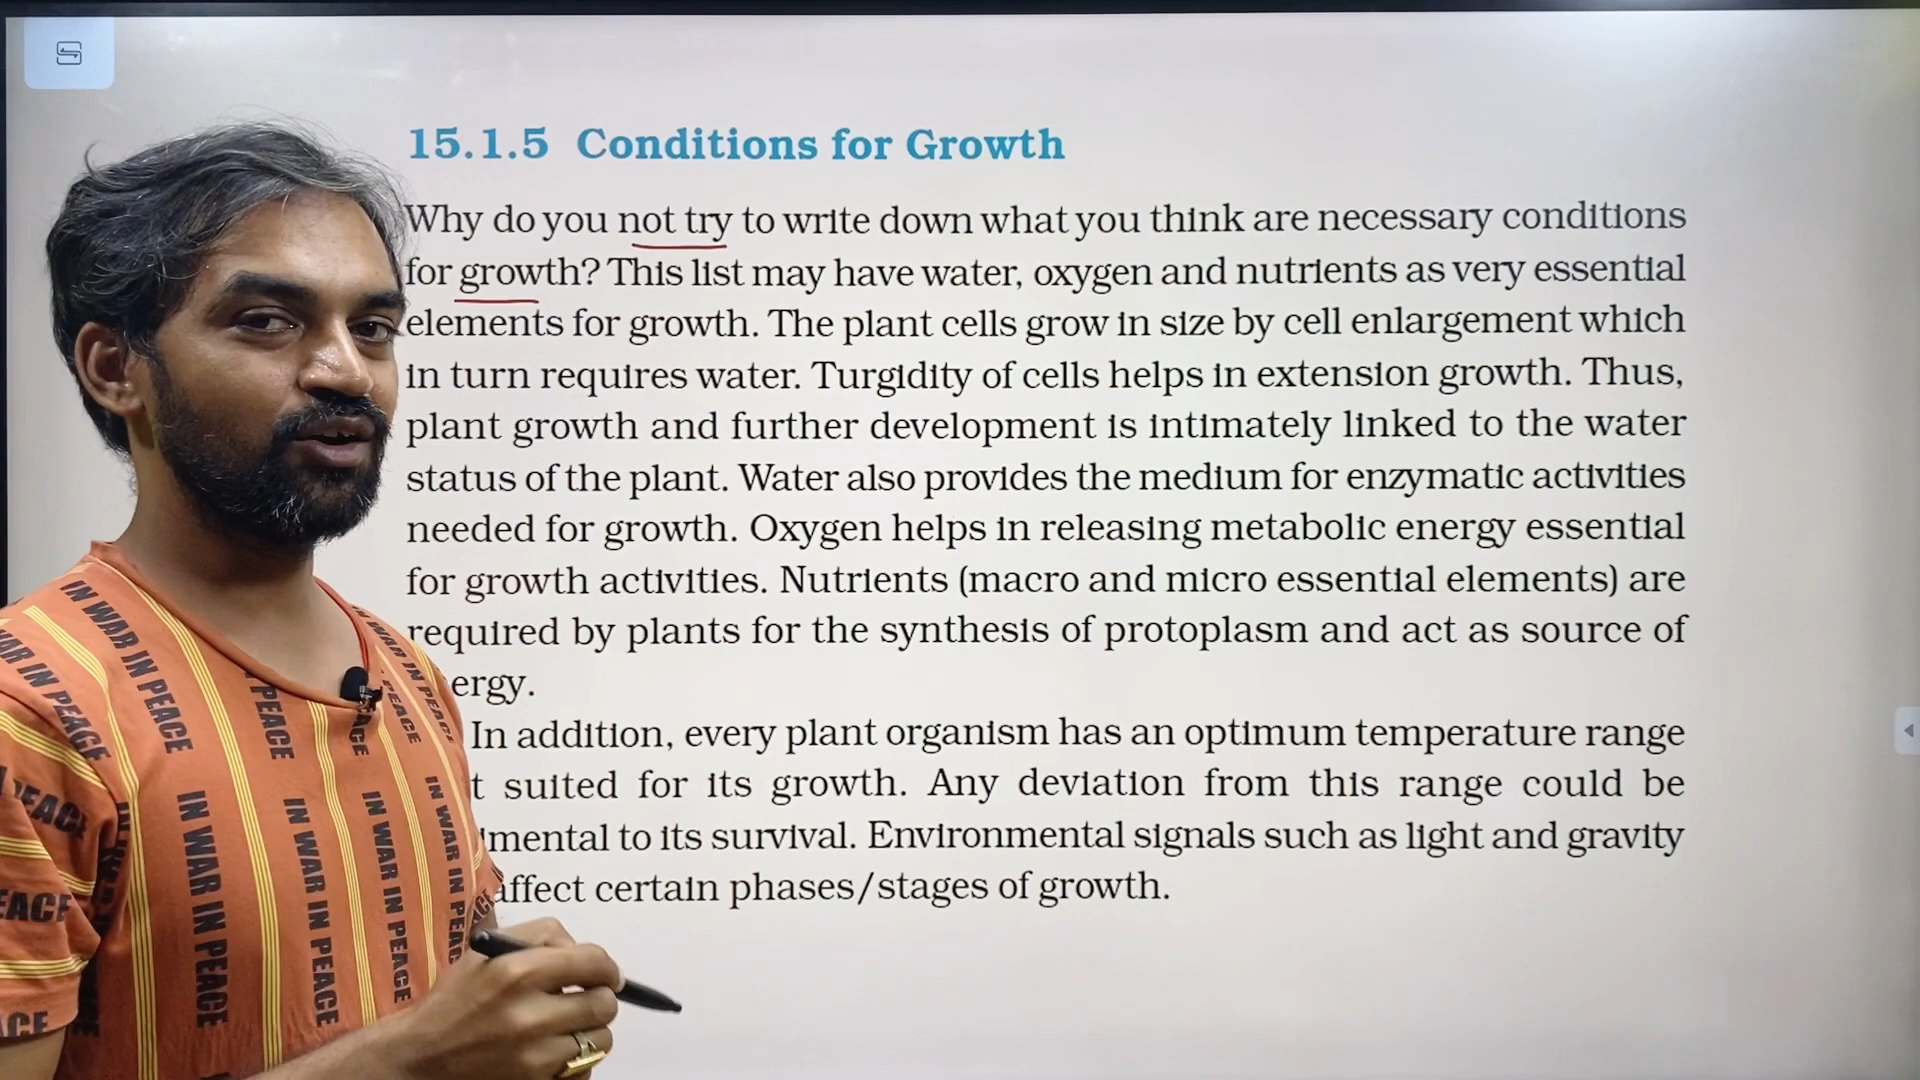 15.1.5 Conditions for Growth
Why do you not try to write down what you think are necessary conditions
for growth? This list may have water, oxygen and nutrients as very essential
elements for growth. The plant cells grow in size by cell enlargement which
in turn requires water. Turgidity of cells helps in extension growth. Thus,
plant growth and further development is intimately linked to the water
status of the plant. Water also provides the medium for enzymatic activities
needed for growth. Oxygen helps in releasing metabolic energy essential
for growth activities. Nutrients (macro and micro essential elements) are
required by plants for the synthesis of protoplasm and act as source of
ergy.
In addition, every plant organism has an optimum temperature range
t suited for its growth. Any deviation from this range could be
imental to its survival. Environmental signals such as light and gravity
affect certain phases/stages of growth.
IN WAR IN PEACE
IN WAR IN PEACE
IN WAR IN PEACE
IN WAR IN PEACE
IN WAR IN PEACE